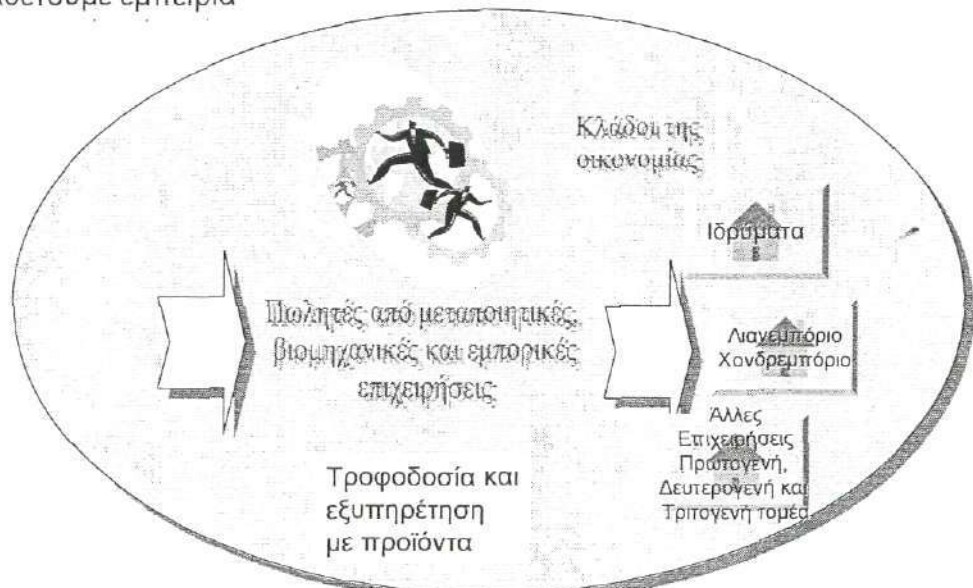 εμπειρία
Κλάδοι της
οικονομίας
Ιδρύματα
Πωλητές από μεταποιητικές,
βιομηχανικές και εμπορικές
επιχειρήσεις
Λιανεμπόριο
Χονδρεμπόριο
Άλλες
Επιχειρήσεις
Πρωτογενή,
Δευτερογενή και
Τριτογενή τομέα
Τροφοδοσία και
εξυπηρέτηση
με προϊόντα